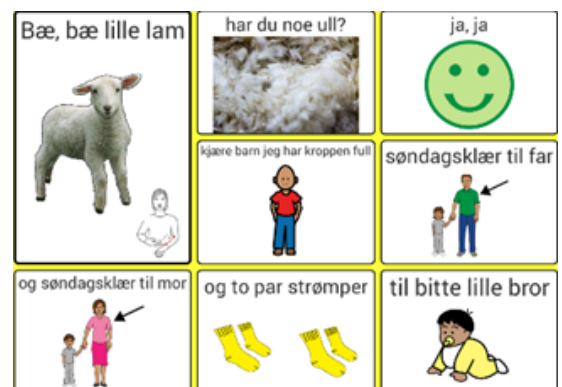 Bæ, bæ lille lam
har du noe ull?
ja, ja
kjære barn jeg har kroppen full
søndagsklær til far
og søndagsklær til mor
og to par strømper
til bitte lille bror